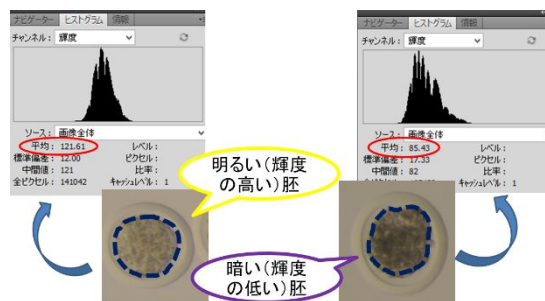 ナビゲーター ヒストグラム 情報
チャンネル： 輝度
ソース： 画像全体
平均： 121.61 レベル：
標準偏差： 12.00 ピクセル：
中間値： 121 比率：
全ピクセル： 141042 キャッシュレベル： 1
ナビゲーター ヒストグラム 情報
チャンネル： 輝度
ソース： 画像全体
平均： 85.43 レベル：
標準偏差： 17.33 ピクセル：
中間値： 82 比率：
キャッシュレベル： 1
明るい（輝度
の高い）胚
暗い（輝度
の低い）胚